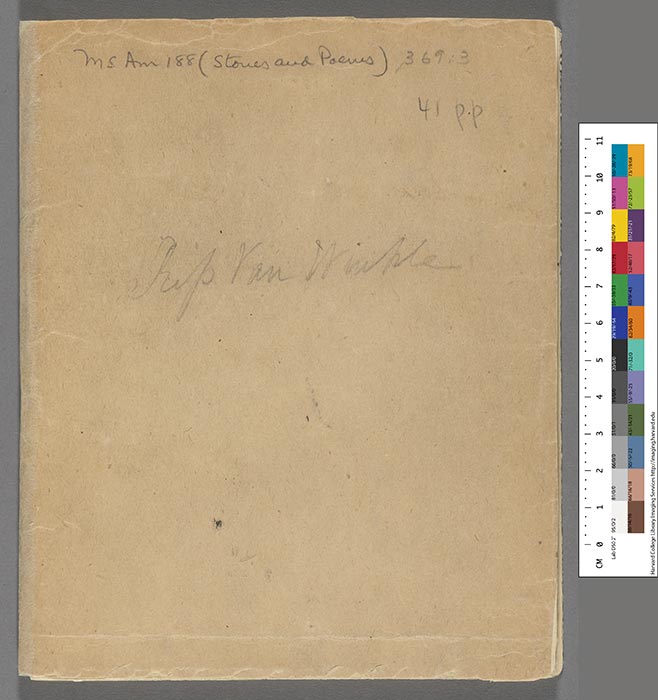 MS Am 188 (Stories and Poems) 369:3
41 pp
Rip Van Winkle
11
10
9
8
7
6
5
4
3
2
1
CM 0
Harvard College Library Imaging Services http://imaging.harvard.edu